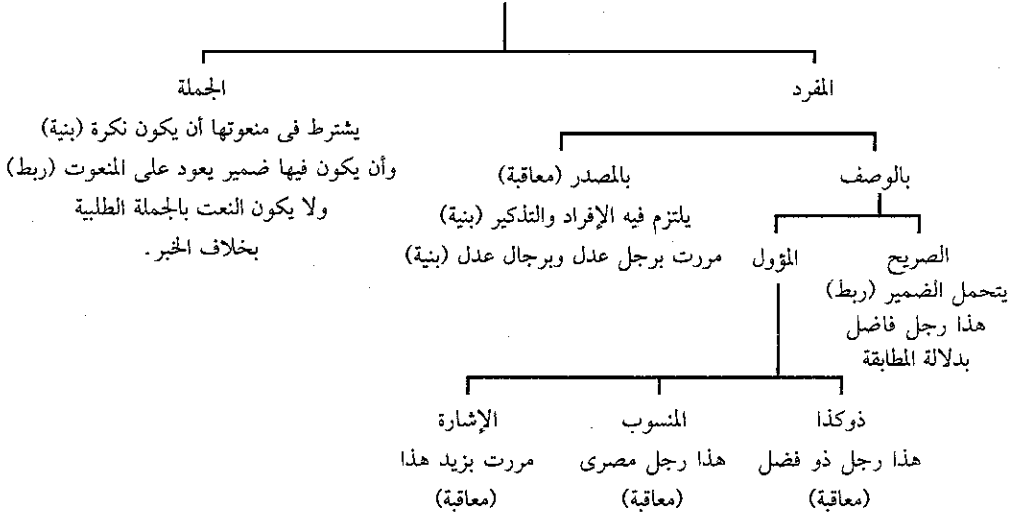 المفرد
الجملة
يشترط فى منعوتها أن يكون نكرة (بنية)
وأن يكون فيها ضمير يعود على المنعوت (ربط)
ولا يكون النعت بالجملة الطلبية
بخلاف الخبر.
بالوصف
بالمصدر (معاقبة)
يلتزم فيه الإفراد والتذكير (بنية)
مررت برجل عدل وبرجال عدل (بنية)
الصريح
يتحمل الضمير (ربط)
هذا رجل فاضل
بدلالة المطابقة
المؤول
ذوكذا
هذا رجل ذو فضل
(معاقبة)
المنسوب
هذا رجل مصرى
(معاقبة)
الإشارة
مررت بزيد هذا
(معاقبة)